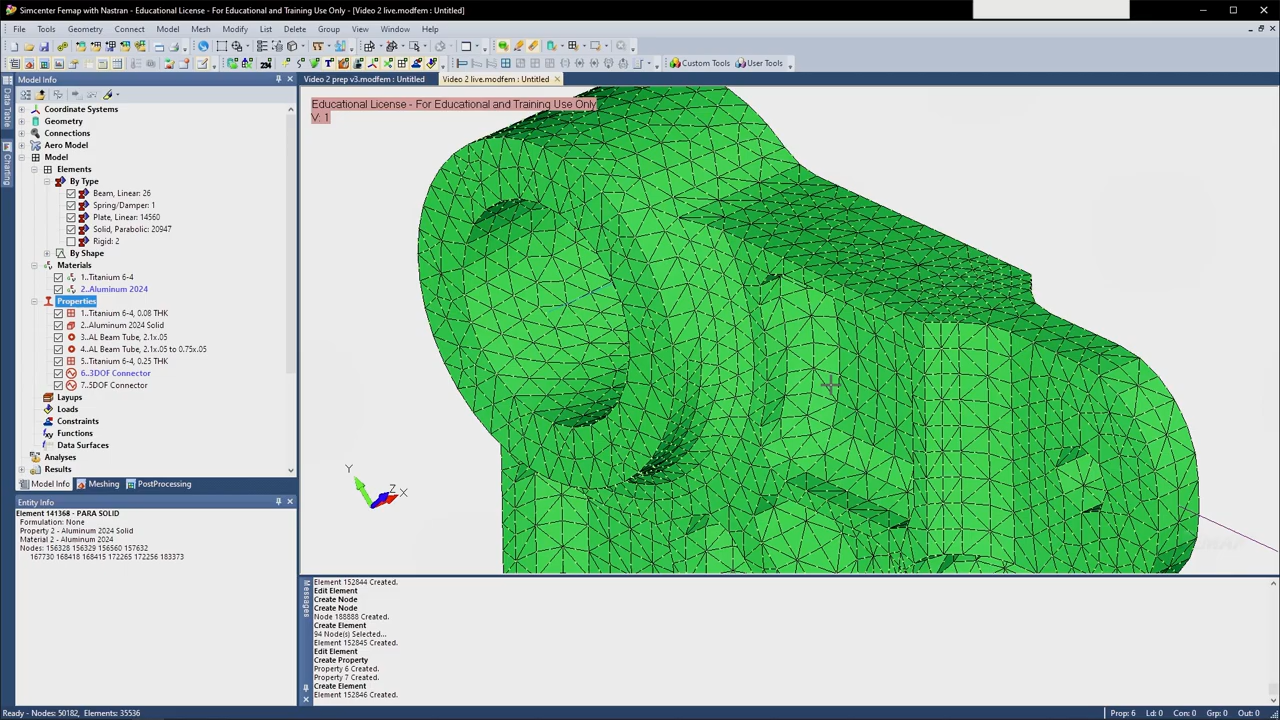 Simcenter Femap with Nastran - Educational License - For Educational and Training Use Only - [Video 2 live.modfem : Untitled]
File Tools Geometry Connect Model Mesh Modify List Delete Group View Window Help
Custom Tools User Tools
Model Info
Video 2 prep v3.modfem : Untitled
Video 2 live.modfem : Untitled
Data Table
Charting
Educational License - For Educational and Training Use Only
V: 1
Coordinate Systems
Geometry
Connections
Aero Model
Model
Elements
By Type
Beam, Linear: 26
Spring/Damper: 1
Plate, Linear: 14560
Solid, Parabolic: 20947
Rigid: 2
By Shape
Materials
1..Titanium 6-4
2..Aluminum 2024
Properties
1..Titanium 6-4, 0.08 THK
2..Aluminum 2024 Solid
3..AL Beam Tube, 2.1x.05
4..AL Beam Tube, 2.1x.05 to 0.75x.05
5..Titanium 6-4, 0.25 THK
6..3DOF Connector
7..5DOF Connector
Layups
Loads
Constraints
Functions
Data Surfaces
Analyses
Results
Y
Z
X
Model Info Meshing PostProcessing
Entity Info
Element 141368 - PARA SOLID
Formulation: None
Property 2 - Aluminum 2024 Solid
Material 2 - Aluminum 2024
Nodes: 156328 156329 156560 157632
167730 168418 168415 172265 172256 183373
Messages
Element 152844 Created.
Edit Element
Create Node
Create Node
Node 188888 Created.
Create Element
94 Node(s) Selected...
Element 152845 Created.
Edit Element
Create Property
Property 6 Created.
Property 7 Created.
Create Element
Element 152846 Created.
Ready - Nodes: 50182, Elements: 35536
Prop: 6 Ld: 0 Con: 0 Grp: 0 Out: 0